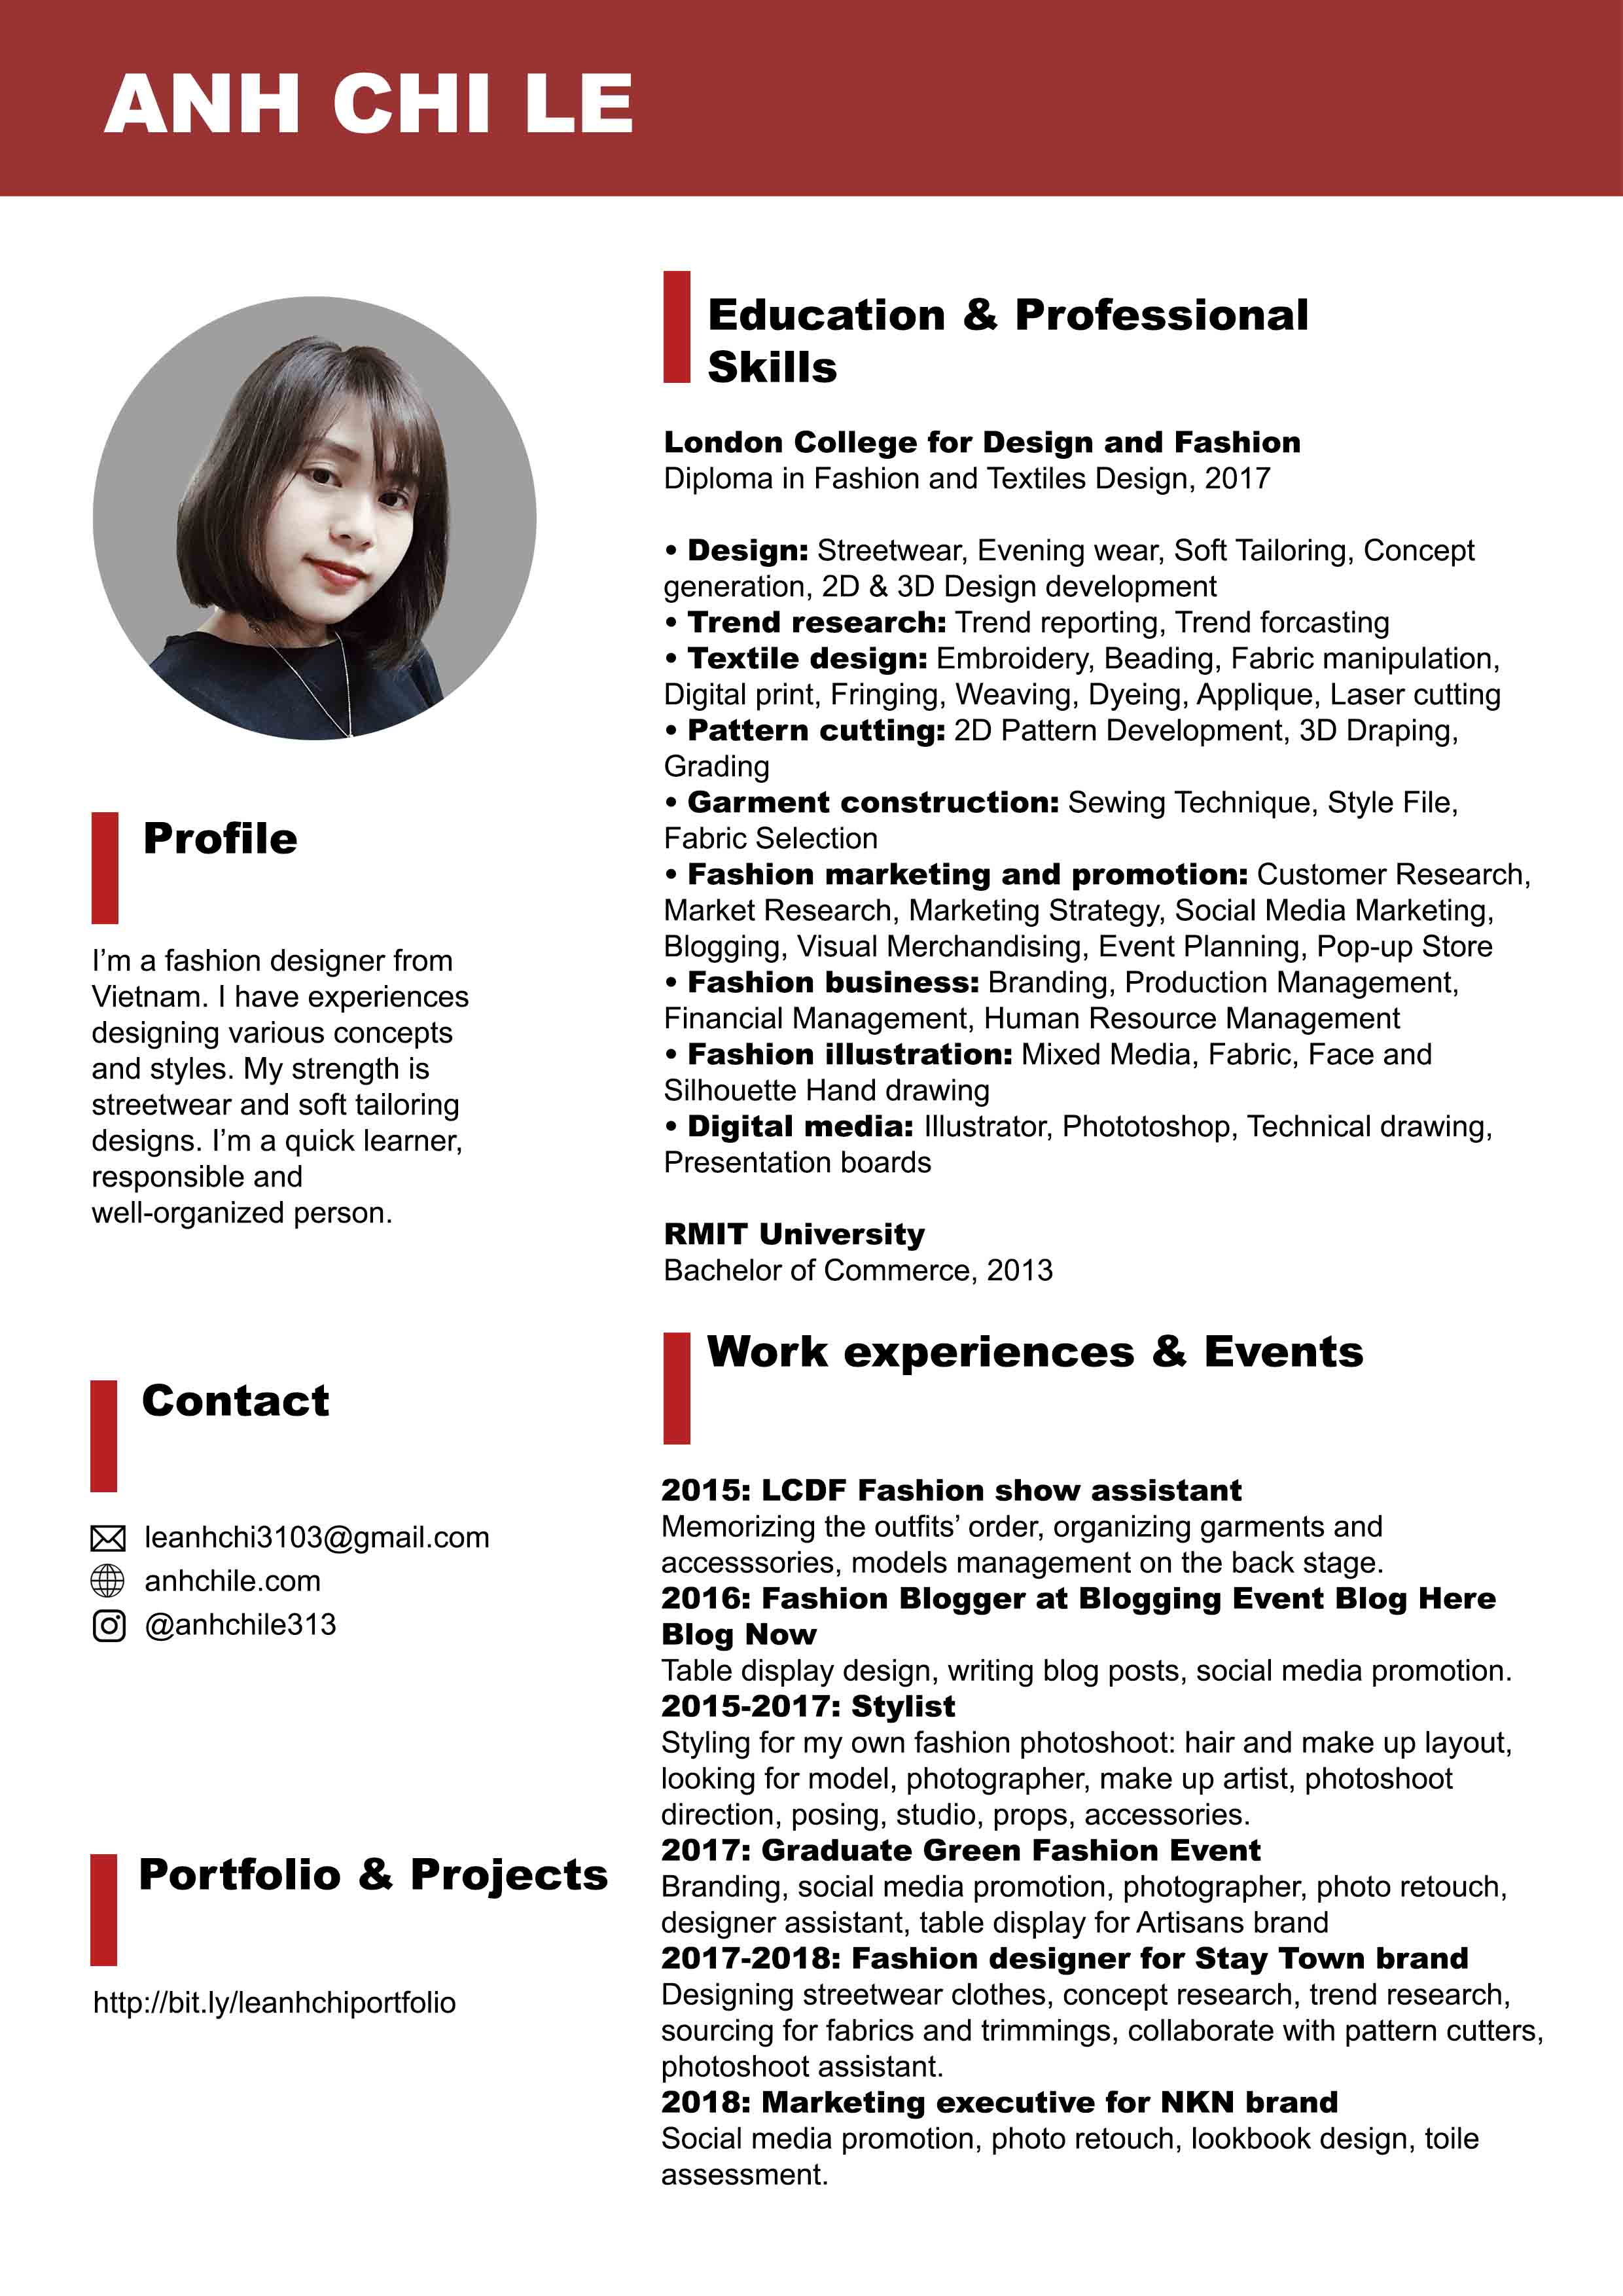 ANH CHI LE
Profile
I’m a fashion designer from
Vietnam. I have experiences
designing various concepts
and styles. My strength is
streetwear and soft tailoring
designs. I’m a quick learner,
responsible and
well-organized person.
Contact
leanhchi3103@gmail.com
anhchile.com
@anhchile313
Portfolio & Projects
http://bit.ly/leanhchiportfolio
Education & Professional
Skills
London College for Design and Fashion
Diploma in Fashion and Textiles Design, 2017
• Design: Streetwear, Evening wear, Soft Tailoring, Concept
generation, 2D & 3D Design development
• Trend research: Trend reporting, Trend forcasting
• Textile design: Embroidery, Beading, Fabric manipulation,
Digital print, Fringing, Weaving, Dyeing, Applique, Laser cutting
• Pattern cutting: 2D Pattern Development, 3D Draping,
Grading
• Garment construction: Sewing Technique, Style File,
Fabric Selection
• Fashion marketing and promotion: Customer Research,
Market Research, Marketing Strategy, Social Media Marketing,
Blogging, Visual Merchandising, Event Planning, Pop-up Store
• Fashion business: Branding, Production Management,
Financial Management, Human Resource Management
• Fashion illustration: Mixed Media, Fabric, Face and
Silhouette Hand drawing
• Digital media: Illustrator, Phototoshop, Technical drawing,
Presentation boards
RMIT University
Bachelor of Commerce, 2013
Work experiences & Events
2015: LCDF Fashion show assistant
Memorizing the outfits’ order, organizing garments and
accesssories, models management on the back stage.
2016: Fashion Blogger at Blogging Event Blog Here
Blog Now
Table display design, writing blog posts, social media promotion.
2015-2017: Stylist
Styling for my own fashion photoshoot: hair and make up layout,
looking for model, photographer, make up artist, photoshoot
direction, posing, studio, props, accessories.
2017: Graduate Green Fashion Event
Branding, social media promotion, photographer, photo retouch,
designer assistant, table display for Artisans brand
2017-2018: Fashion designer for Stay Town brand
Designing streetwear clothes, concept research, trend research,
sourcing for fabrics and trimmings, collaborate with pattern cutters,
photoshoot assistant.
2018: Marketing executive for NKN brand
Social media promotion, photo retouch, lookbook design, toile
assessment.